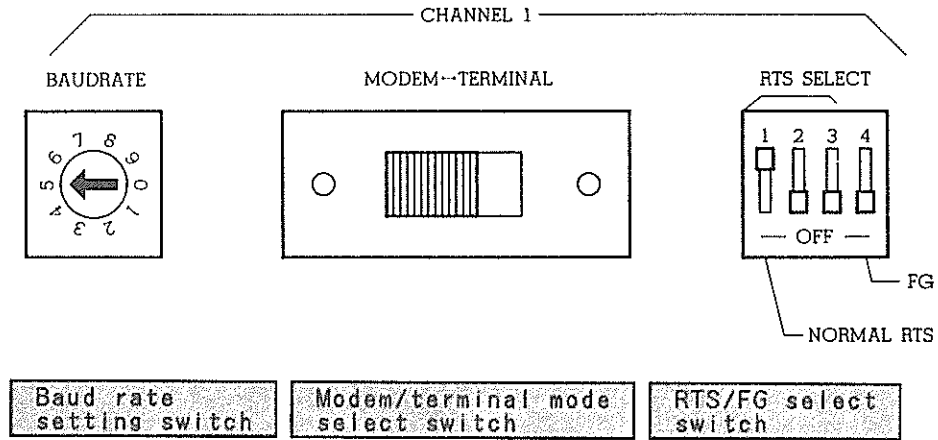 CHANNEL 1
BAUDRATE
MODEM↔TERMINAL
RTS SELECT
0 1 2 3 4 5 6 7 8 9
1 2 3 4
— OFF —
FG
NORMAL RTS
Baud rate
setting switch
Modem/terminal mode
select switch
RTS/FG select
switch